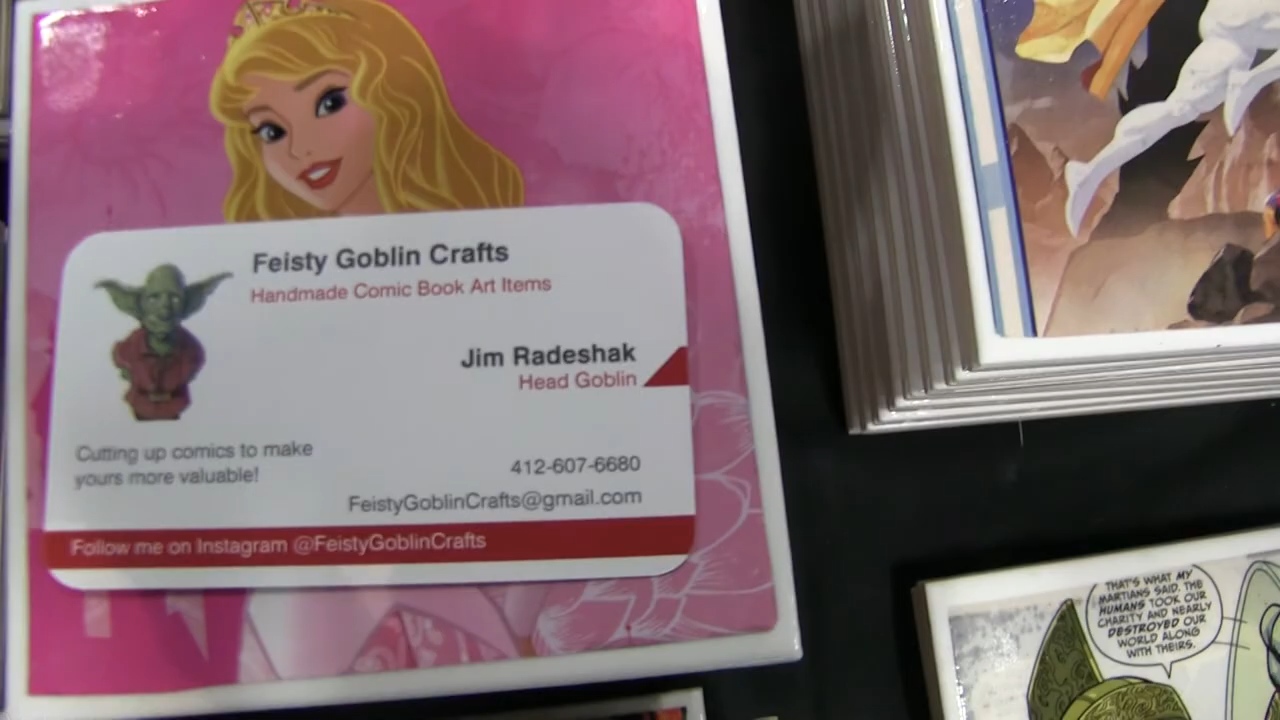 Feisty Goblin Crafts
Handmade Comic Book Art Items
Jim Radeshak
Head Goblin
Cutting up comics to make
yours more valuable!
412-607-6680
FeistyGoblinCrafts@gmail.com
Follow me on Instagram @FeistyGoblinCrafts
THAT'S WHAT MY
MARTIANS SAID. THE
HUMANS TOOK OUR
CHARITY AND NEARLY
DESTROYED OUR
WORLD ALONG
WITH THEIRS.